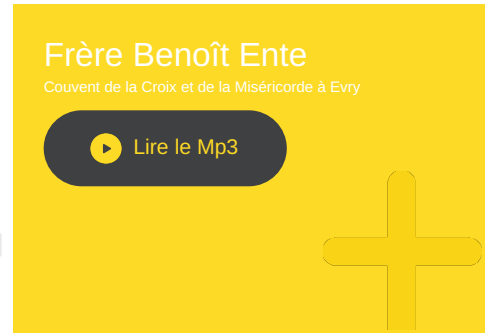 Frère Benoît Ente
Couvent de la Croix et de la Miséricorde à Evry
Lire le Mp3